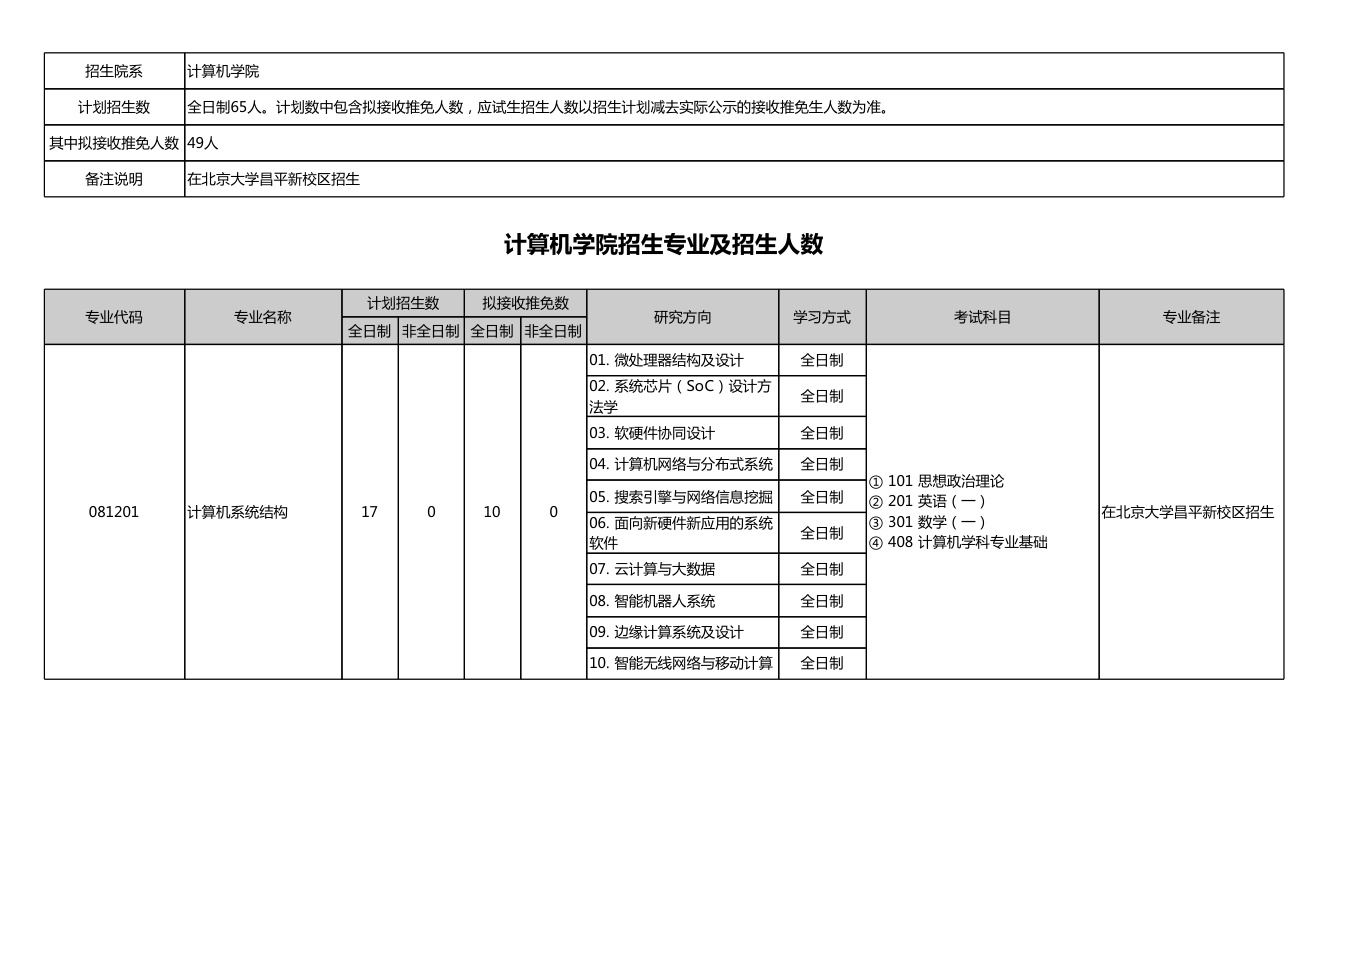 招生院系
计算机学院
计划招生数
全日制65人。计划数中包含拟接收推免人数，应试生招生人数以招生计划减去实际公示的接收推免生人数为准。
其中拟接收推免人数
49人
备注说明
在北京大学昌平新校区招生
计算机学院招生专业及招生人数
专业代码
专业名称
计划招生数
拟接收推免数
研究方向
学习方式
考试科目
专业备注
全日制
非全日制
全日制
非全日制
081201
计算机系统结构
17
0
10
0
01. 微处理器结构及设计
全日制
02. 系统芯片（SoC）设计方
法学
全日制
03. 软硬件协同设计
全日制
04. 计算机网络与分布式系统
全日制
05. 搜索引擎与网络信息挖掘
全日制
06. 面向新硬件新应用的系统
软件
全日制
07. 云计算与大数据
全日制
08. 智能机器人系统
全日制
09. 边缘计算系统及设计
全日制
10. 智能无线网络与移动计算
全日制
① 101 思想政治理论
② 201 英语（一）
③ 301 数学（一）
④ 408 计算机学科专业基础
在北京大学昌平新校区招生